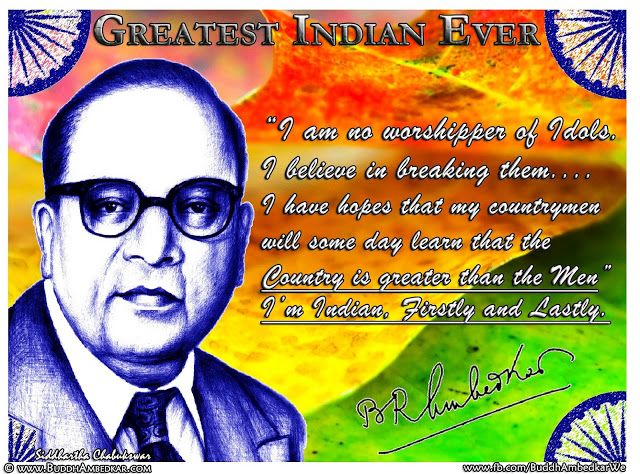 GREATEST INDIAN EVER
“I am no worshipper of Idols.
I believe in breaking them....
I have hopes that my countrymen
will some day learn that the
Country is greater than the Men”
I'm Indian, Firstly and Lastly.
B R Ambedkar
Siddhartha Chabukswar
© www.BuddhAmbedkar.com
www.fb.com/BuddhAmbedkarWe